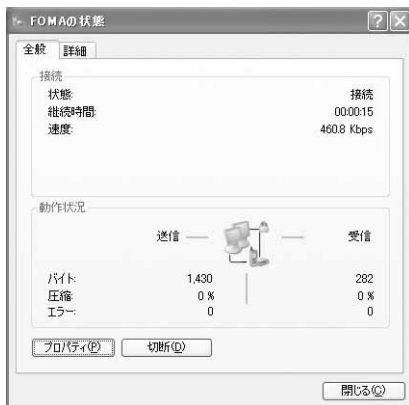 FOMAの状態
全般 詳細
接続
状態: 接続
継続時間: 00:00:15
速度: 460.8 Kbps
動作状況
送信 受信
バイト: 1,430 282
圧縮: 0 % 0 %
エラー: 0 0
プロパティ(P) 切断(D)
閉じる(C)